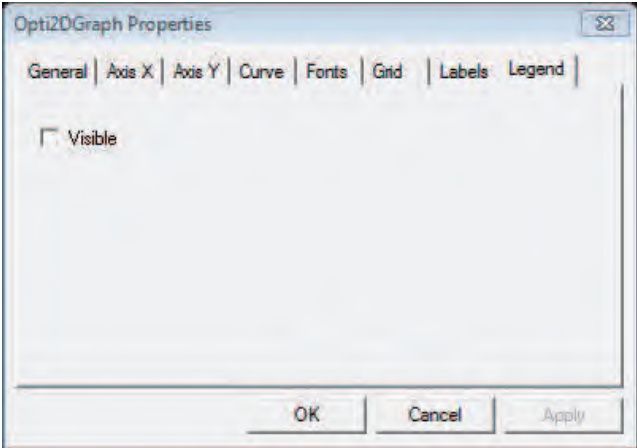 Opti2DGraph Properties
General Axis X Axis Y Curve Fonts Grid Labels Legend
Visible
OK Cancel Apply